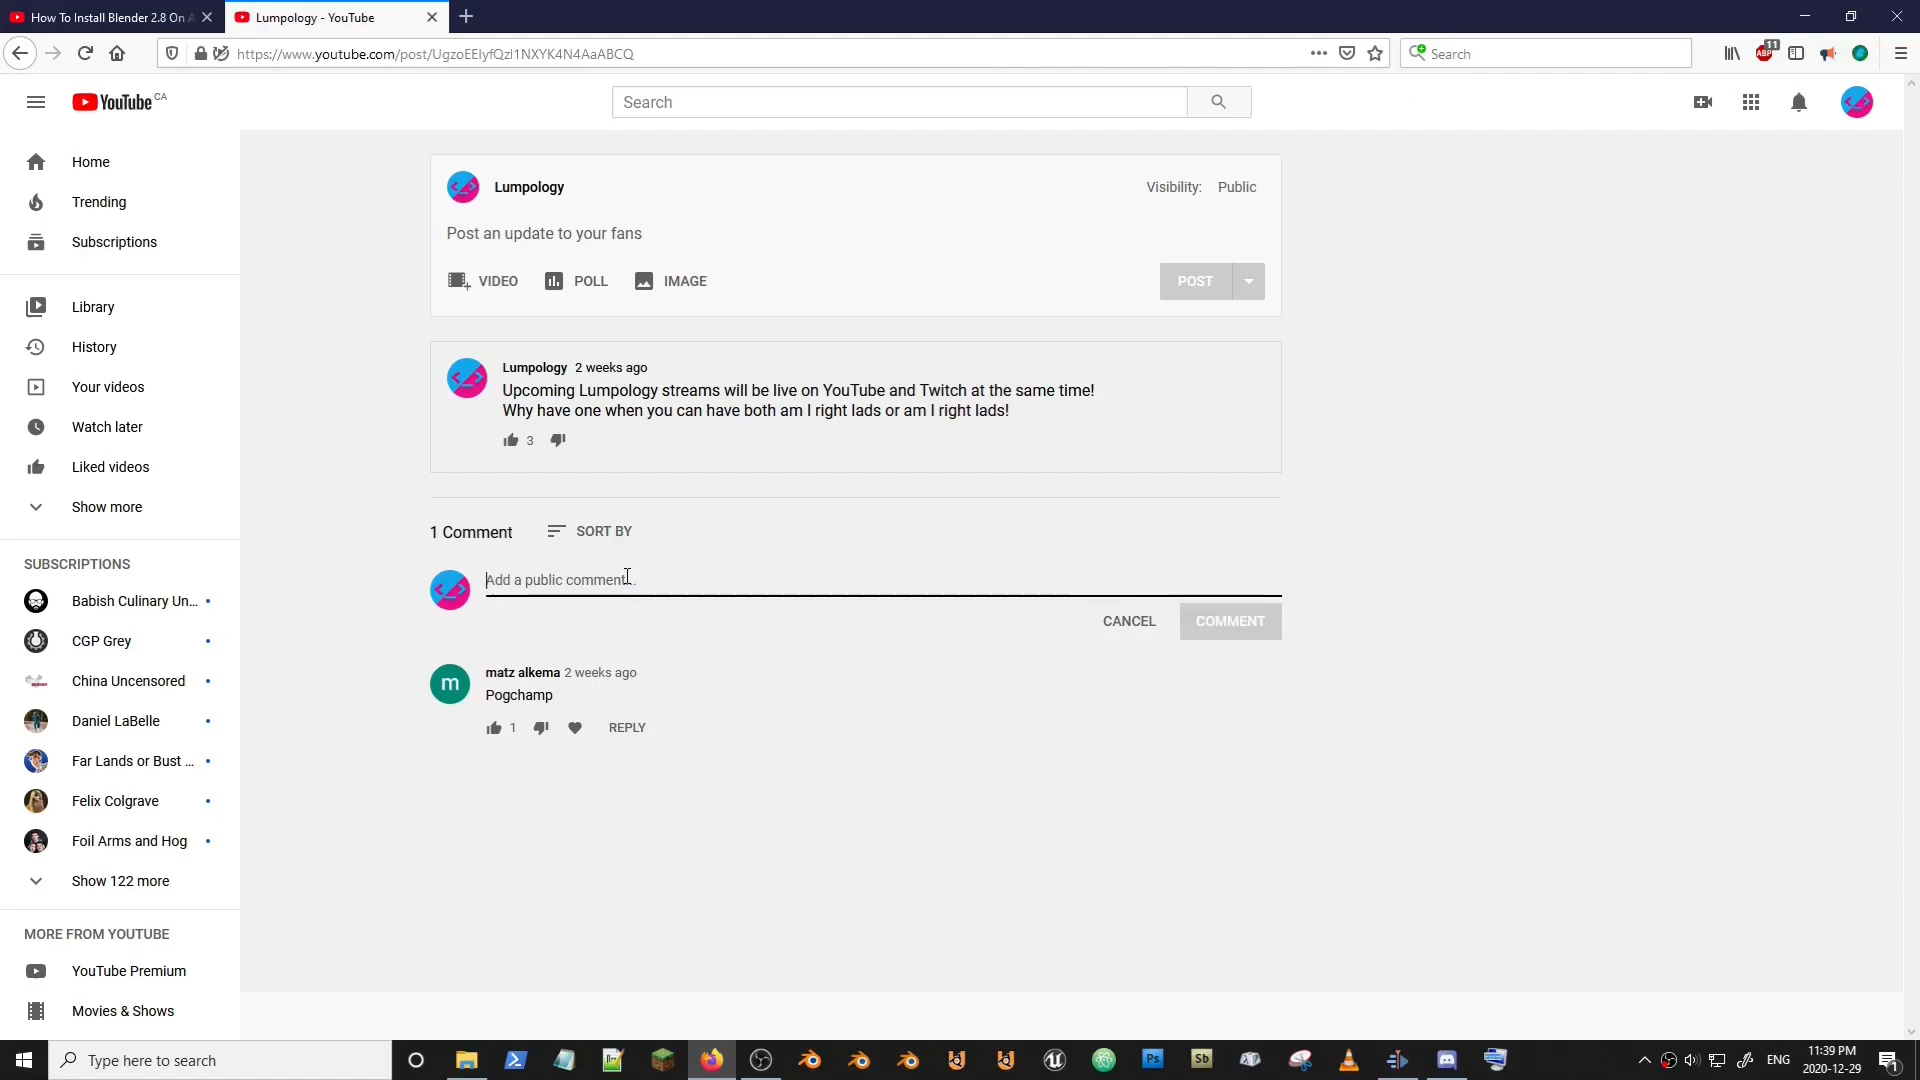 How To Install Blender 2.8 On A
Lumpology - YouTube
https://www.youtube.com/post/UgzoEEIyfQzl1NXYK4N4AaABCQ
Search
ABP
11
YouTube CA
Search
Home
Trending
Subscriptions
Library
History
Your videos
Watch later
Liked videos
Show more
SUBSCRIPTIONS
Babish Culinary Un...
CGP Grey
China Uncensored
Daniel LaBelle
Far Lands or Bust ...
Felix Colgrave
Foil Arms and Hog
Show 122 more
MORE FROM YOUTUBE
YouTube Premium
Movies & Shows
Lumpology
Visibility: Public
Post an update to your fans
VIDEO
POLL
IMAGE
POST
Lumpology 2 weeks ago
Upcoming Lumpology streams will be live on YouTube and Twitch at the same time!
Why have one when you can have both am I right lads or am I right lads!
3
1 Comment
SORT BY
Add a public comment...
CANCEL
COMMENT
m
matz alkema 2 weeks ago
Pogchamp
1
REPLY
Type here to search
Ps
Sb
ENG
11:39 PM
2020-12-29
1